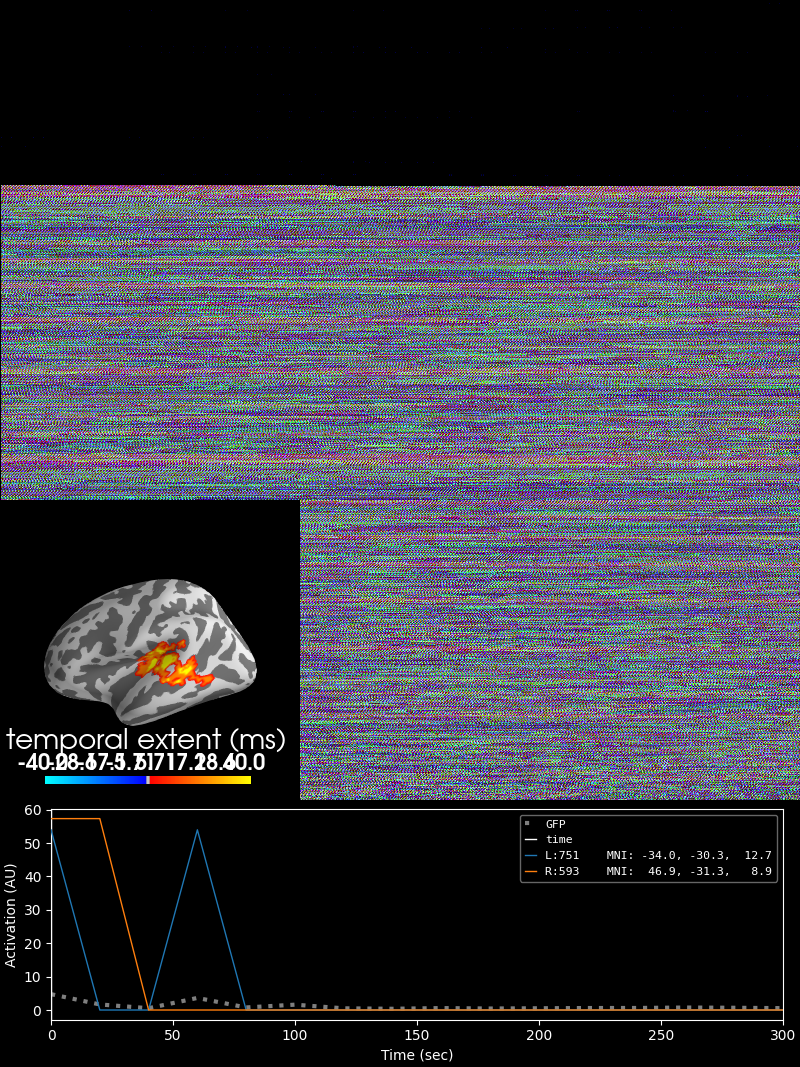 temporal extent (ms)
60
50
40
30
20
10
0
Activation (AU)
GFP
time
L:751 MNI: -34.0, -30.3, 12.7
R:593 MNI: 46.9, -31.3, 8.9
0 50 100 150 200 250 300
Time (sec)